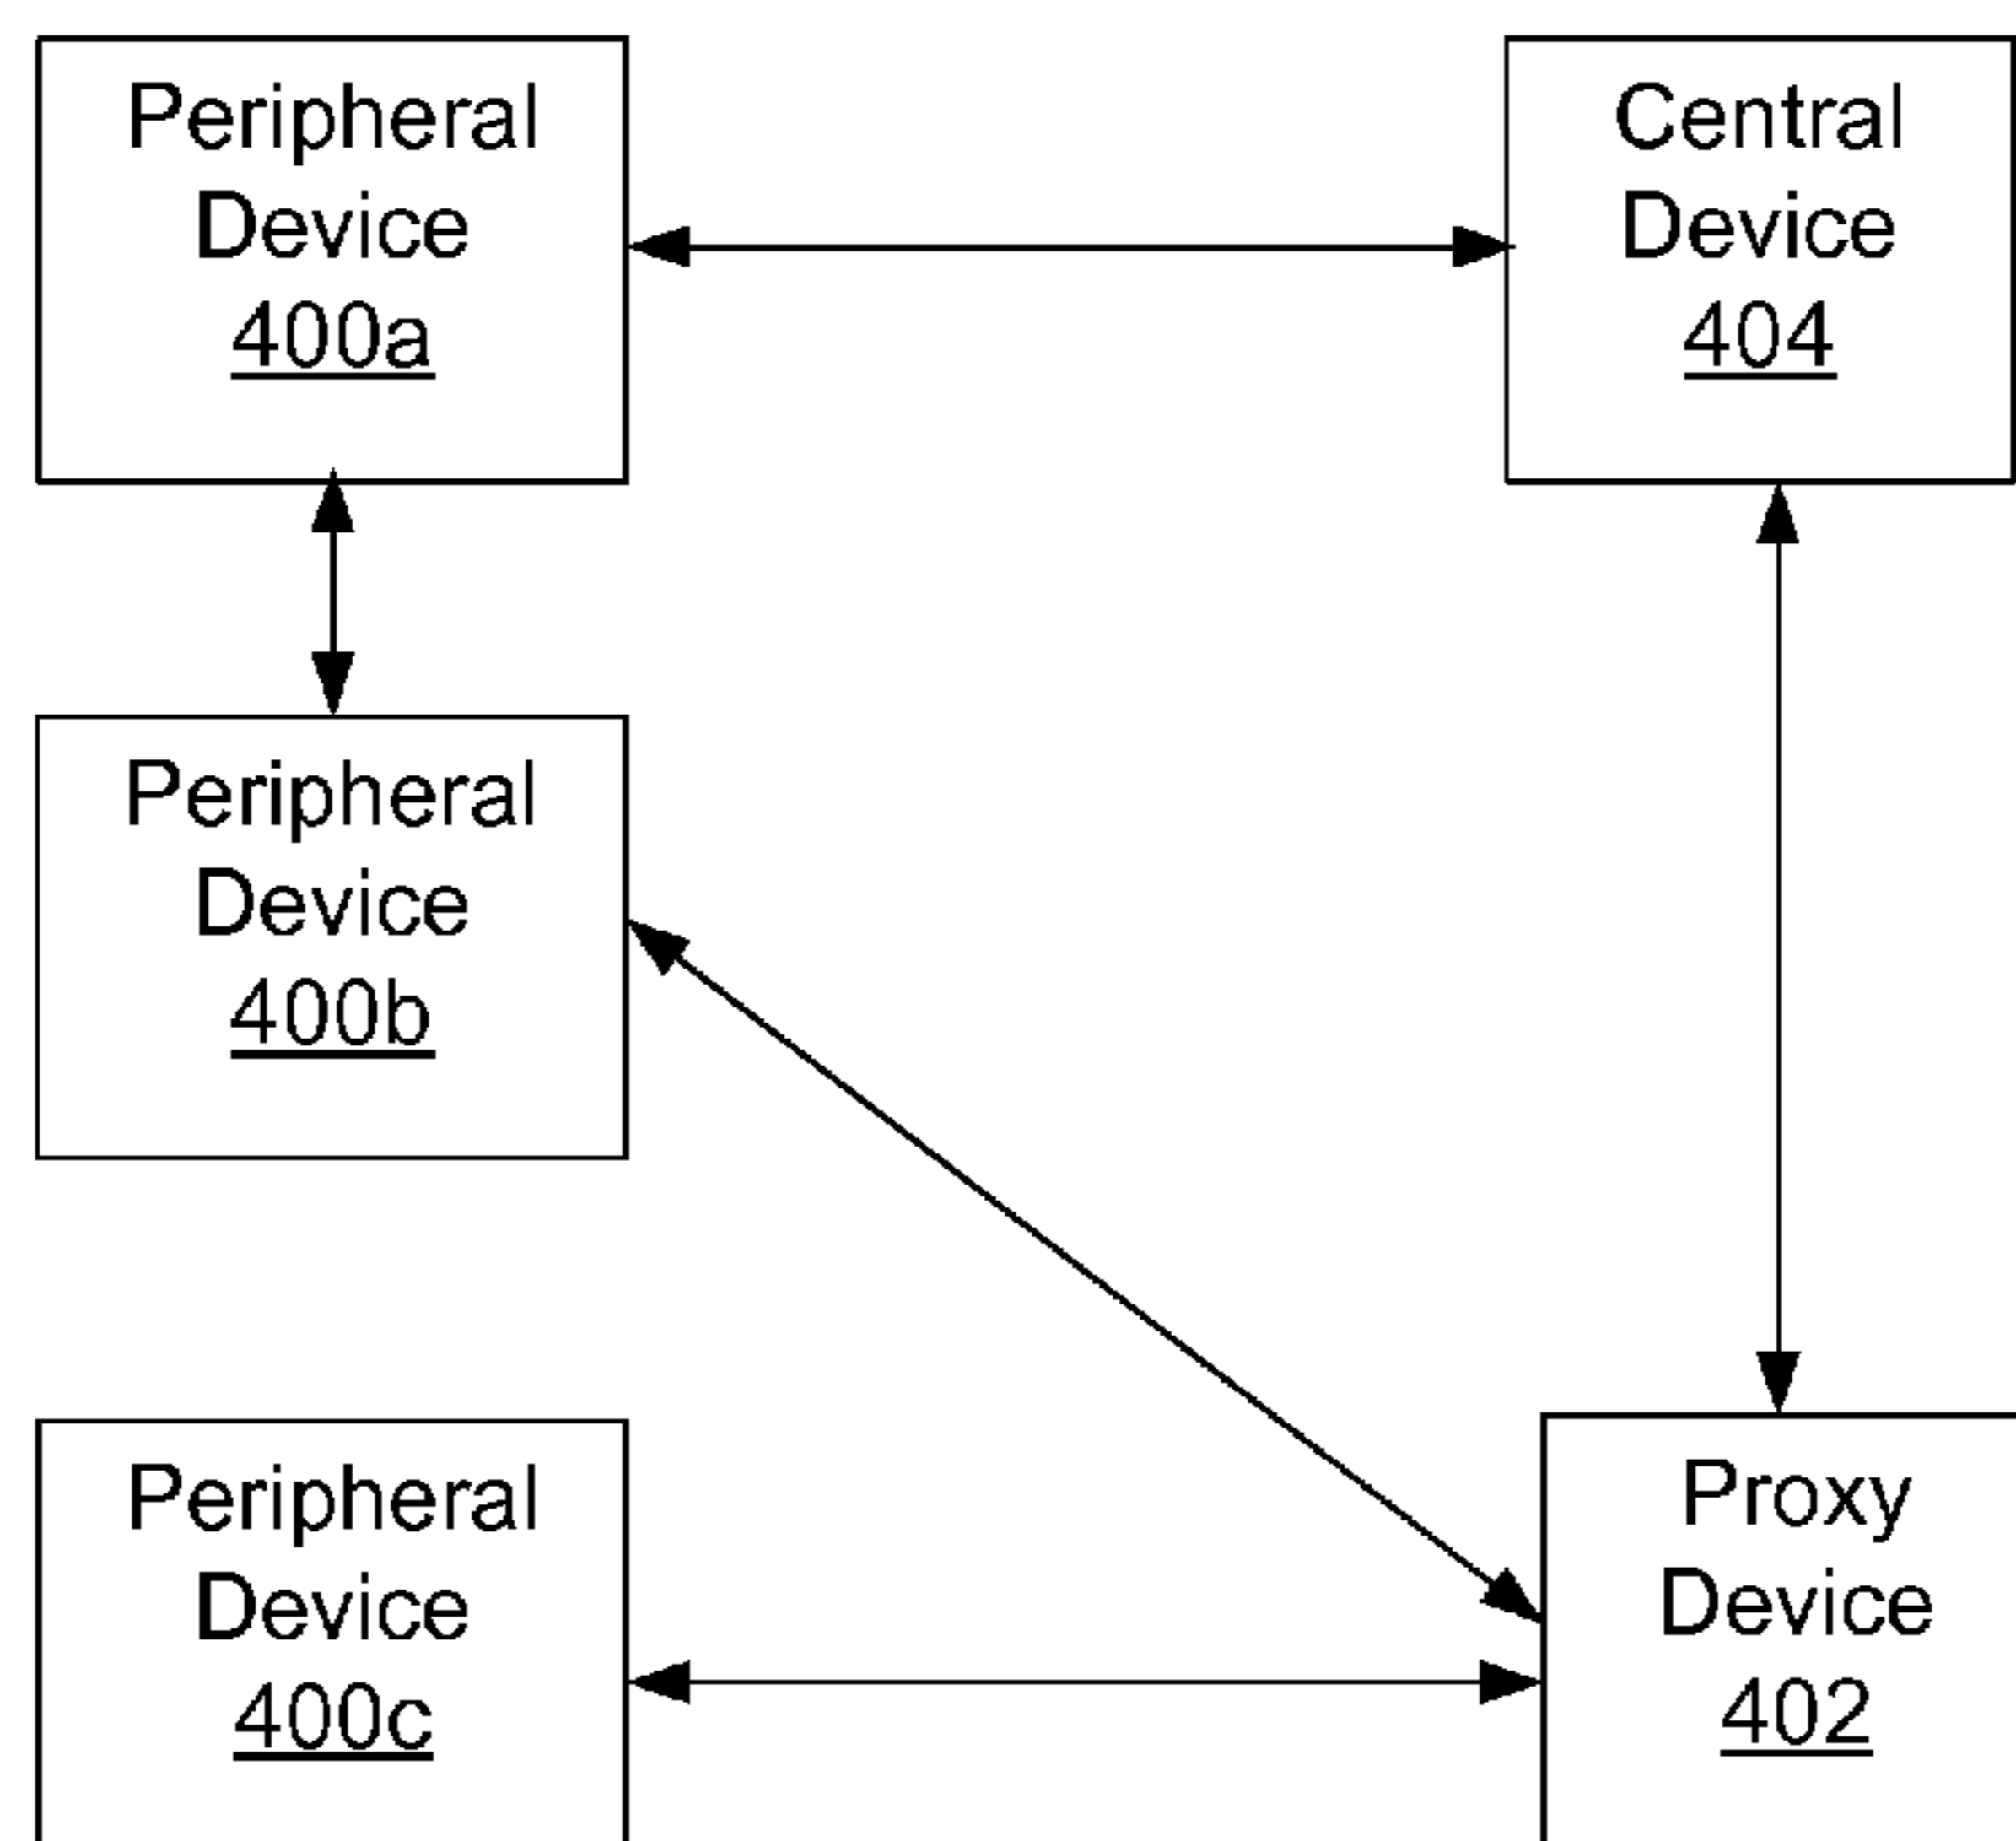 Peripheral
Device
400a
Central
Device
404
Peripheral
Device
400b
Peripheral
Device
400c
Proxy
Device
402